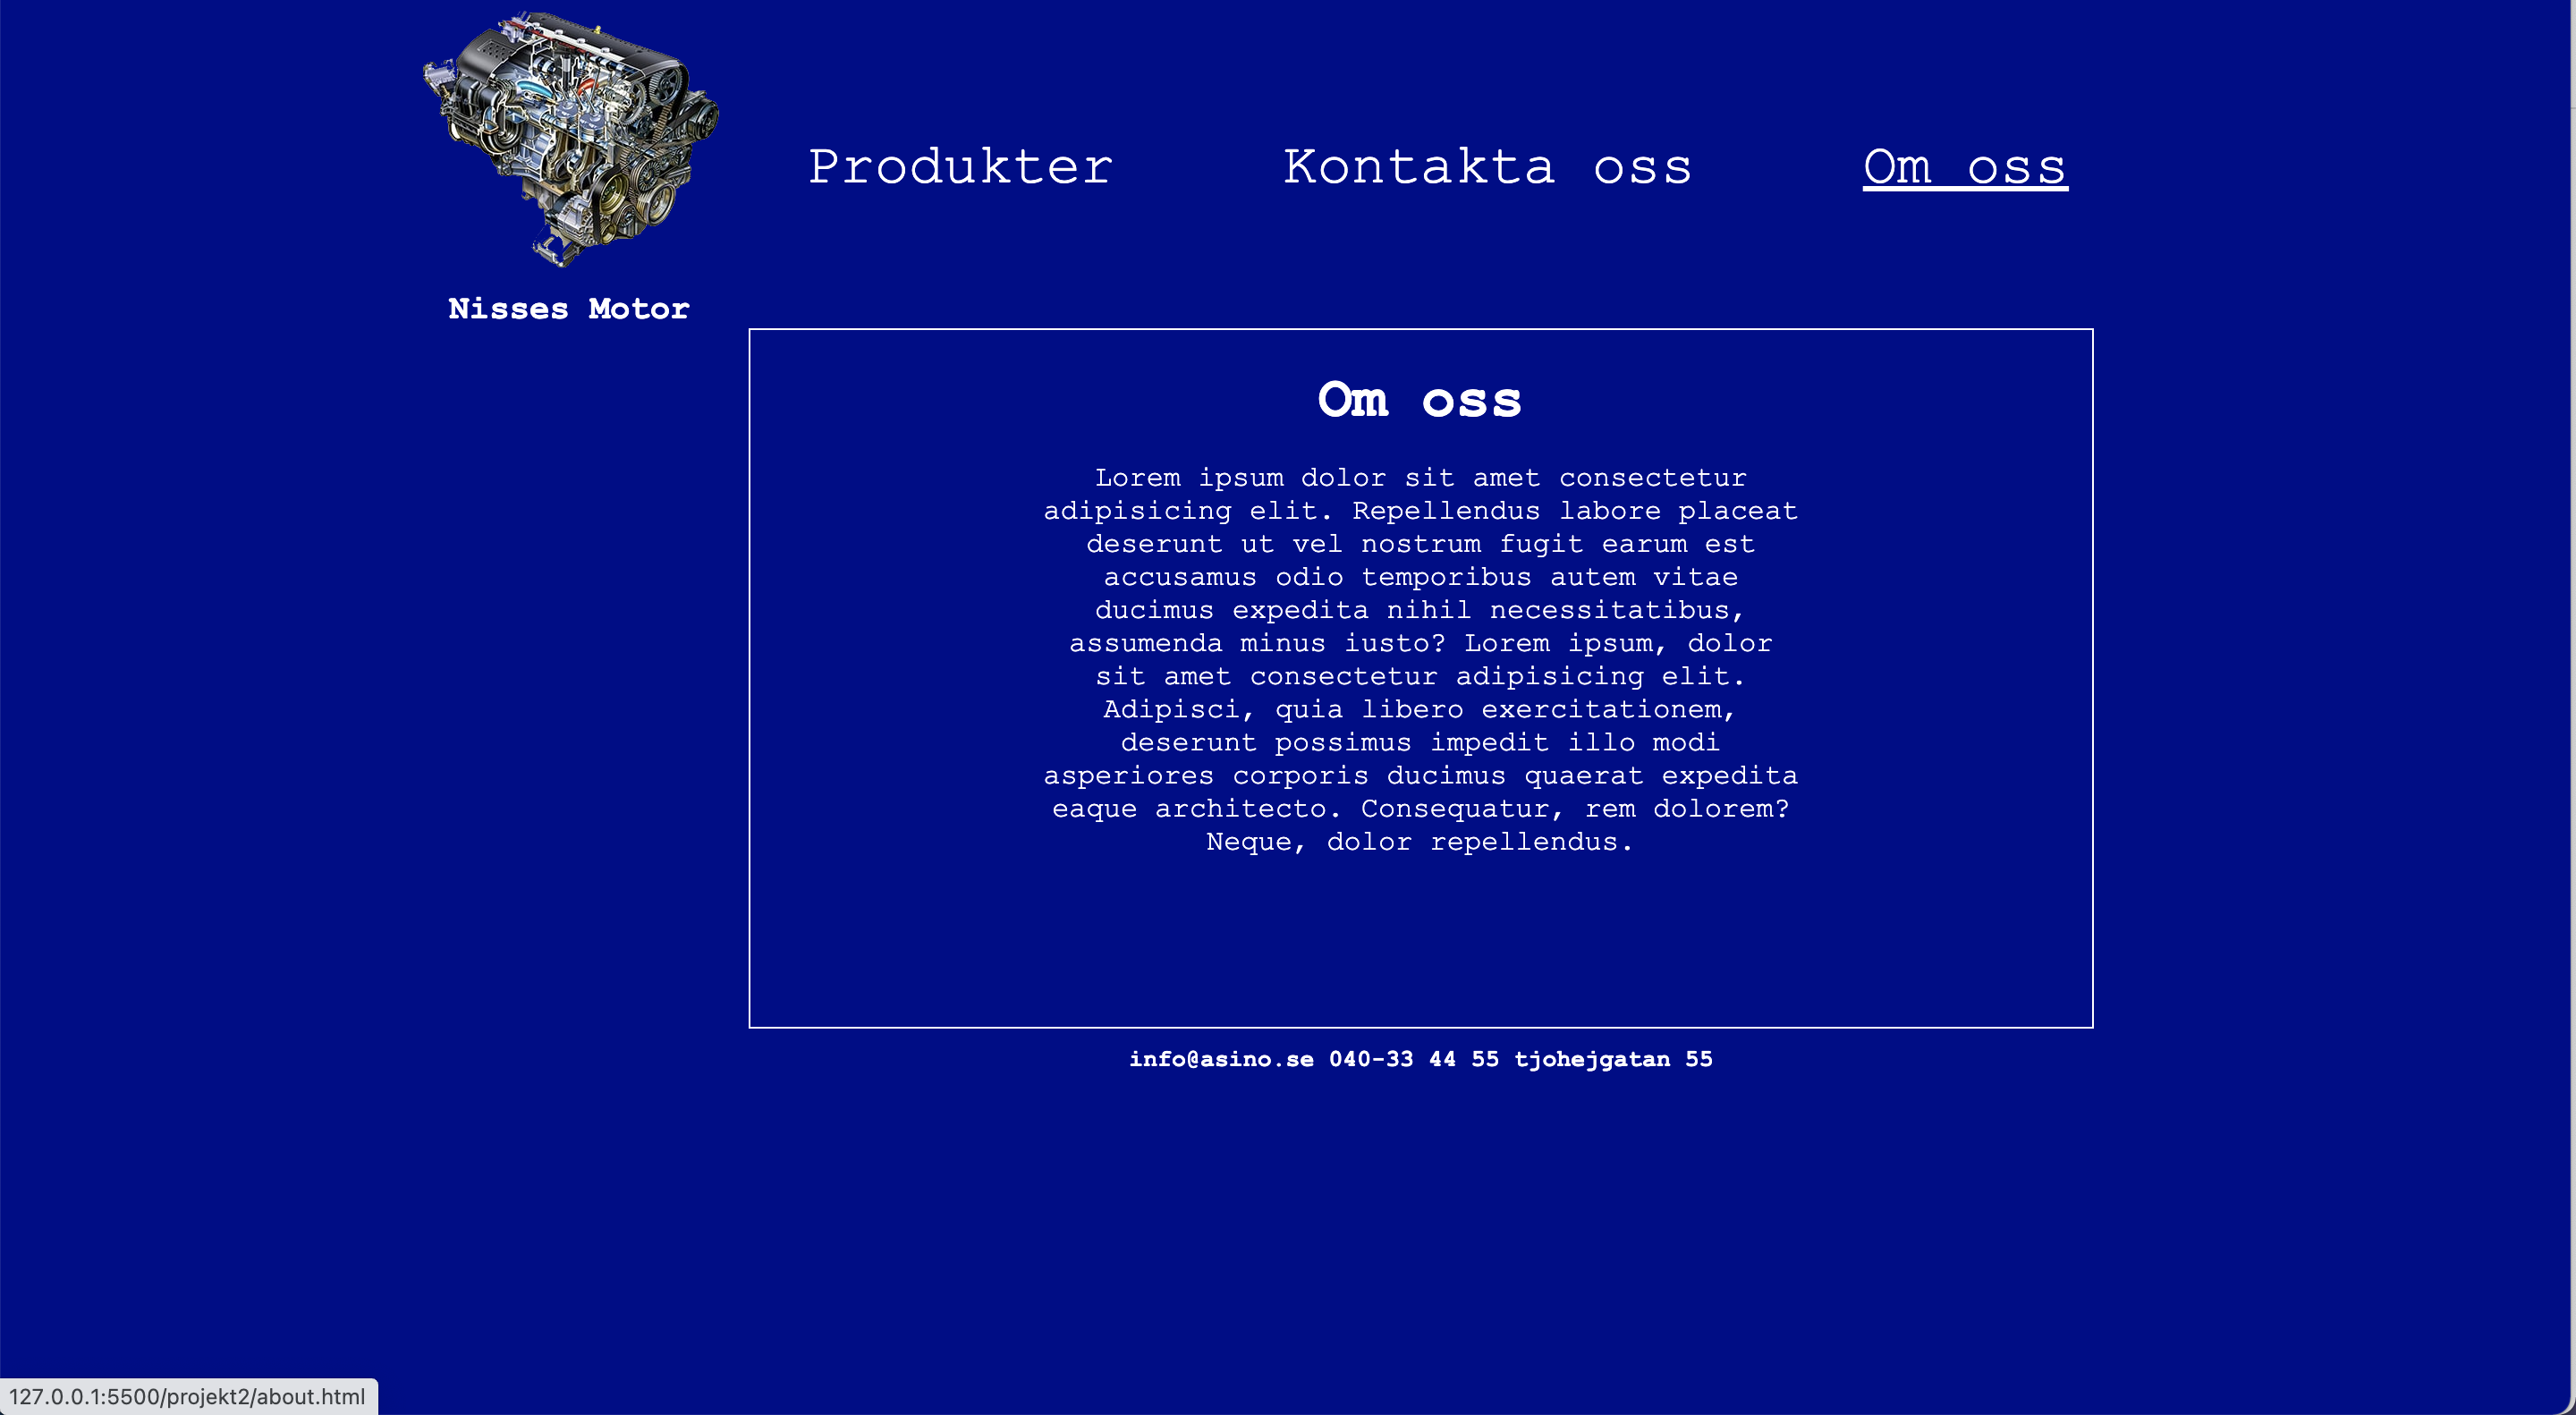 Produkter
Kontakta oss
Om oss
Nisses Motor
Om oss
Lorem ipsum dolor sit amet consectetur
adipisicing elit. Repellendus labore placeat
deserunt ut vel nostrum fugit earum est
accusamus odio temporibus autem vitae
ducimus expedita nihil necessitatibus,
assumenda minus iusto? Lorem ipsum, dolor
sit amet consectetur adipisicing elit.
Adipisci, quia libero exercitationem,
deserunt possimus impedit illo modi
asperiores corporis ducimus quaerat expedita
eaque architecto. Consequatur, rem dolorem?
Neque, dolor repellendus.
info@asino.se 040-33 44 55 tjohejgatan 55
127.0.0.1:5500/projekt2/about.html